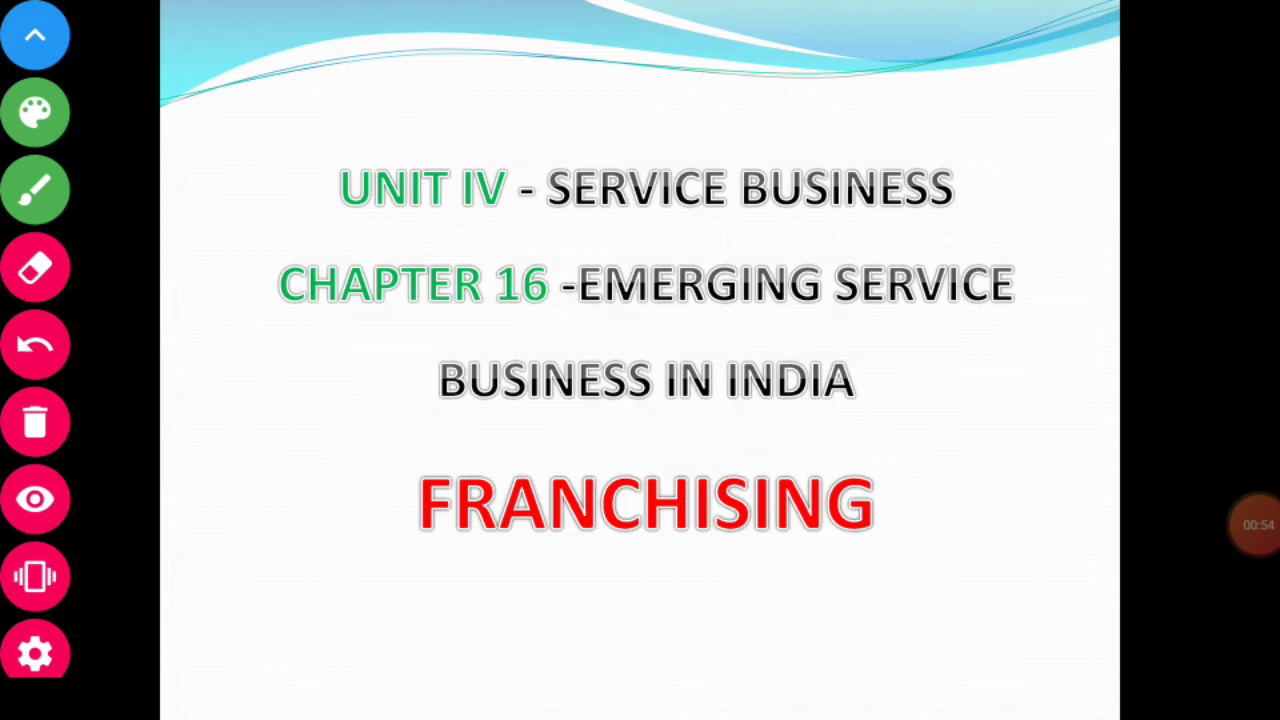 UNIT IV - SERVICE BUSINESS
CHAPTER 16 -EMERGING SERVICE
BUSINESS IN INDIA
FRANCHISING
00:54